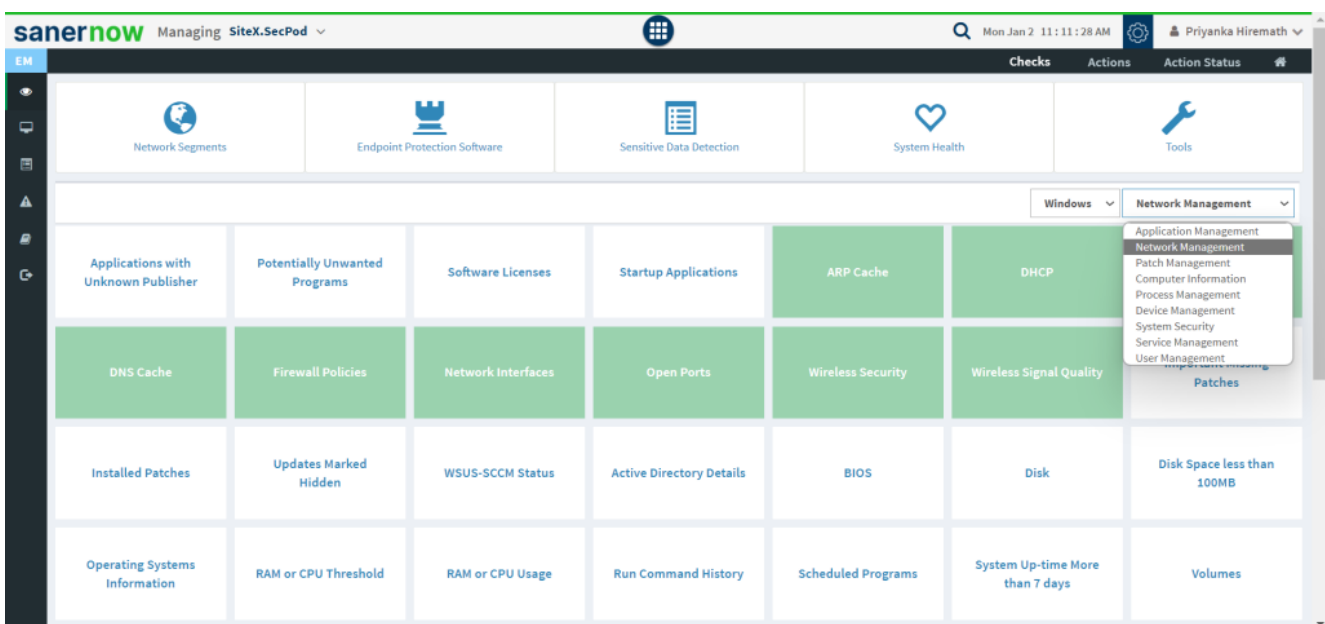 sanernow Managing SiteX.SecPod
Mon Jan 2 11:11:28 AM
Priyanka Hiremath
EM
Checks
Actions
Action Status
Network Segments
Endpoint Protection Software
Sensitive Data Detection
System Health
Tools
Windows
Network Management
Application Management
Network Management
Patch Management
Computer Information
Process Management
Device Management
System Security
Service Management
User Management
Applications with
Unknown Publisher
Potentially Unwanted
Programs
Software Licenses
Startup Applications
ARP Cache
DHCP
DNS Cache
Firewall Policies
Network Interfaces
Open Ports
Wireless Security
Wireless Signal Quality
Important Missing
Patches
Installed Patches
Updates Marked
Hidden
WSUS-SCCM Status
Active Directory Details
BIOS
Disk
Disk Space less than
100MB
Operating Systems
Information
RAM or CPU Threshold
RAM or CPU Usage
Run Command History
Scheduled Programs
System Up-time More
than 7 days
Volumes